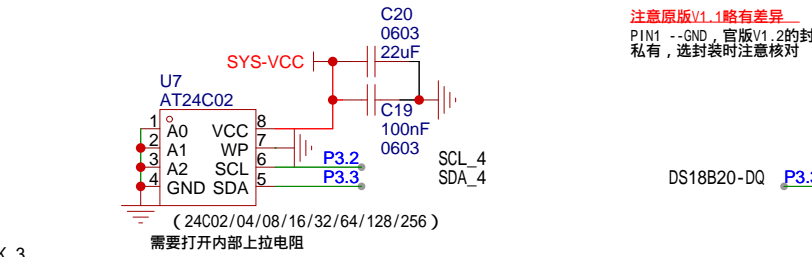 C20
0603
22uF
SYS-VCC
U7
AT24C02
C19
100nF
0603
1 A0 VCC 8
2 A1 WP 7
3 A2 SCL 6 P3.2 SCL_4
4 GND SDA 5 P3.3 SDA_4
(24C02/04/08/16/32/64/128/256)
需要打开内部上拉电阻
注意原版V1.1略有差异
PIN1 --GND，官版V1.2的封
私有，选封装时注意核对
DS18B20-DQ P3.